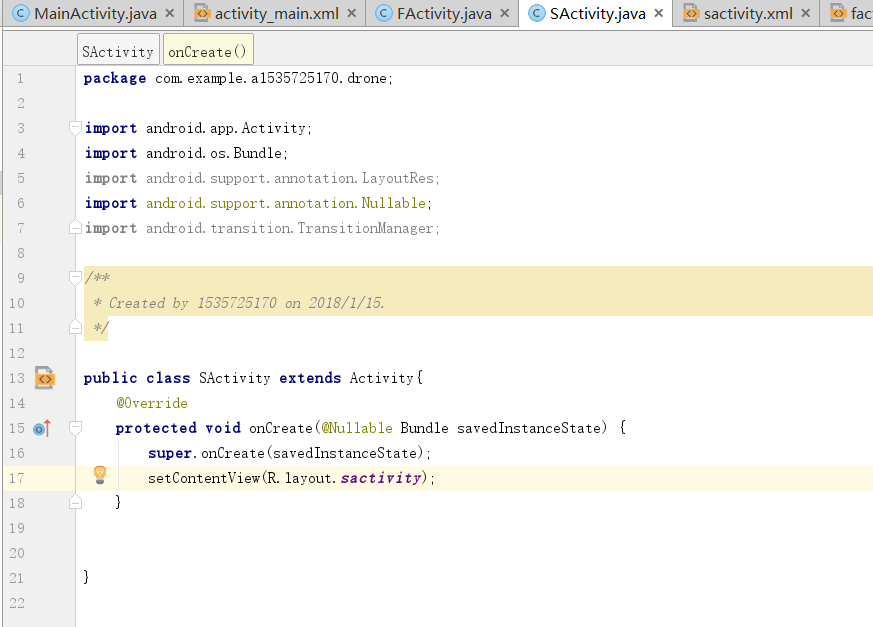 MainActivity.java activity_main.xml FActivity.java SActivity.java sactivity.xml fac
SActivity onCreate()
1 package com.example.a1535725170.drone;
2
3 import android.app.Activity;
4 import android.os.Bundle;
5 import android.support.annotation.LayoutRes;
6 import android.support.annotation.Nullable;
7 import android.transition.TransitionManager;
8
9 /**
10 * Created by 1535725170 on 2018/1/15.
11 */
12
13 public class SActivity extends Activity{
14 @Override
15 protected void onCreate(@Nullable Bundle savedInstanceState) {
16 super.onCreate(savedInstanceState);
17 setContentView(R.layout.sactivity);
18 }
19
20
21 }
22